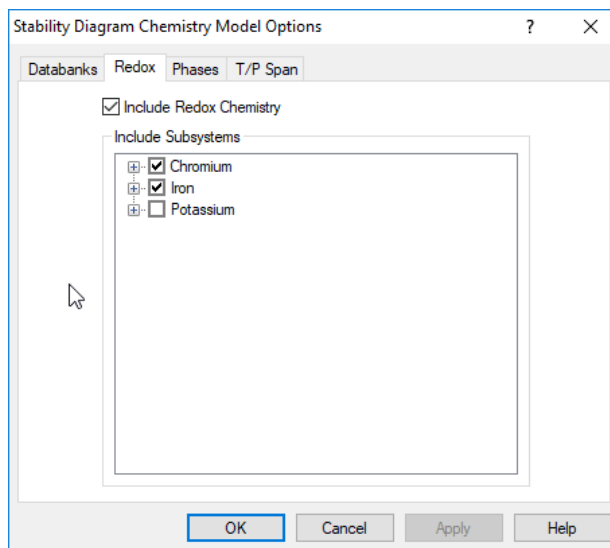 Stability Diagram Chemistry Model Options
Databanks Redox Phases T/P Span
Include Redox Chemistry
Include Subsystems
Chromium
Iron
Potassium
OK Cancel Apply Help